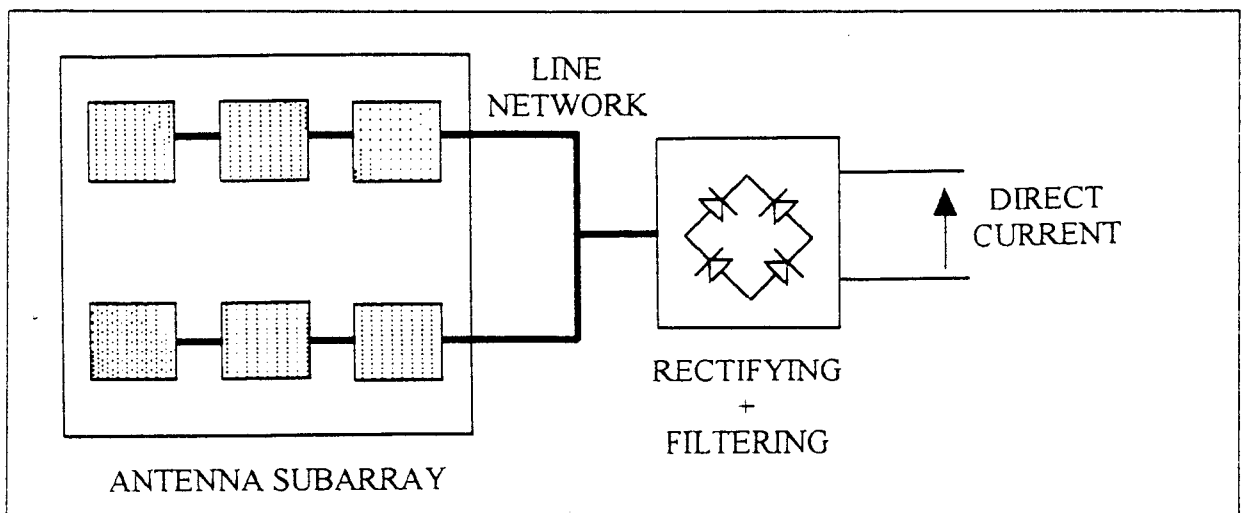 LINE
NETWORK
DIRECT
CURRENT
RECTIFYING
+
FILTERING
ANTENNA SUBARRAY